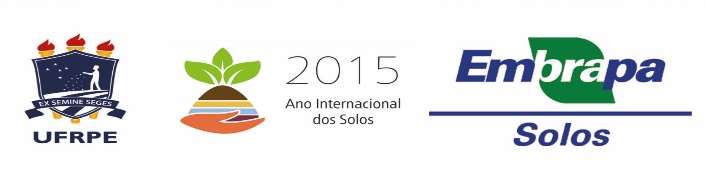 EX SEMINE SEGES
UFRPE
2015
Ano Internacional
dos Solos
Embrapa
Solos